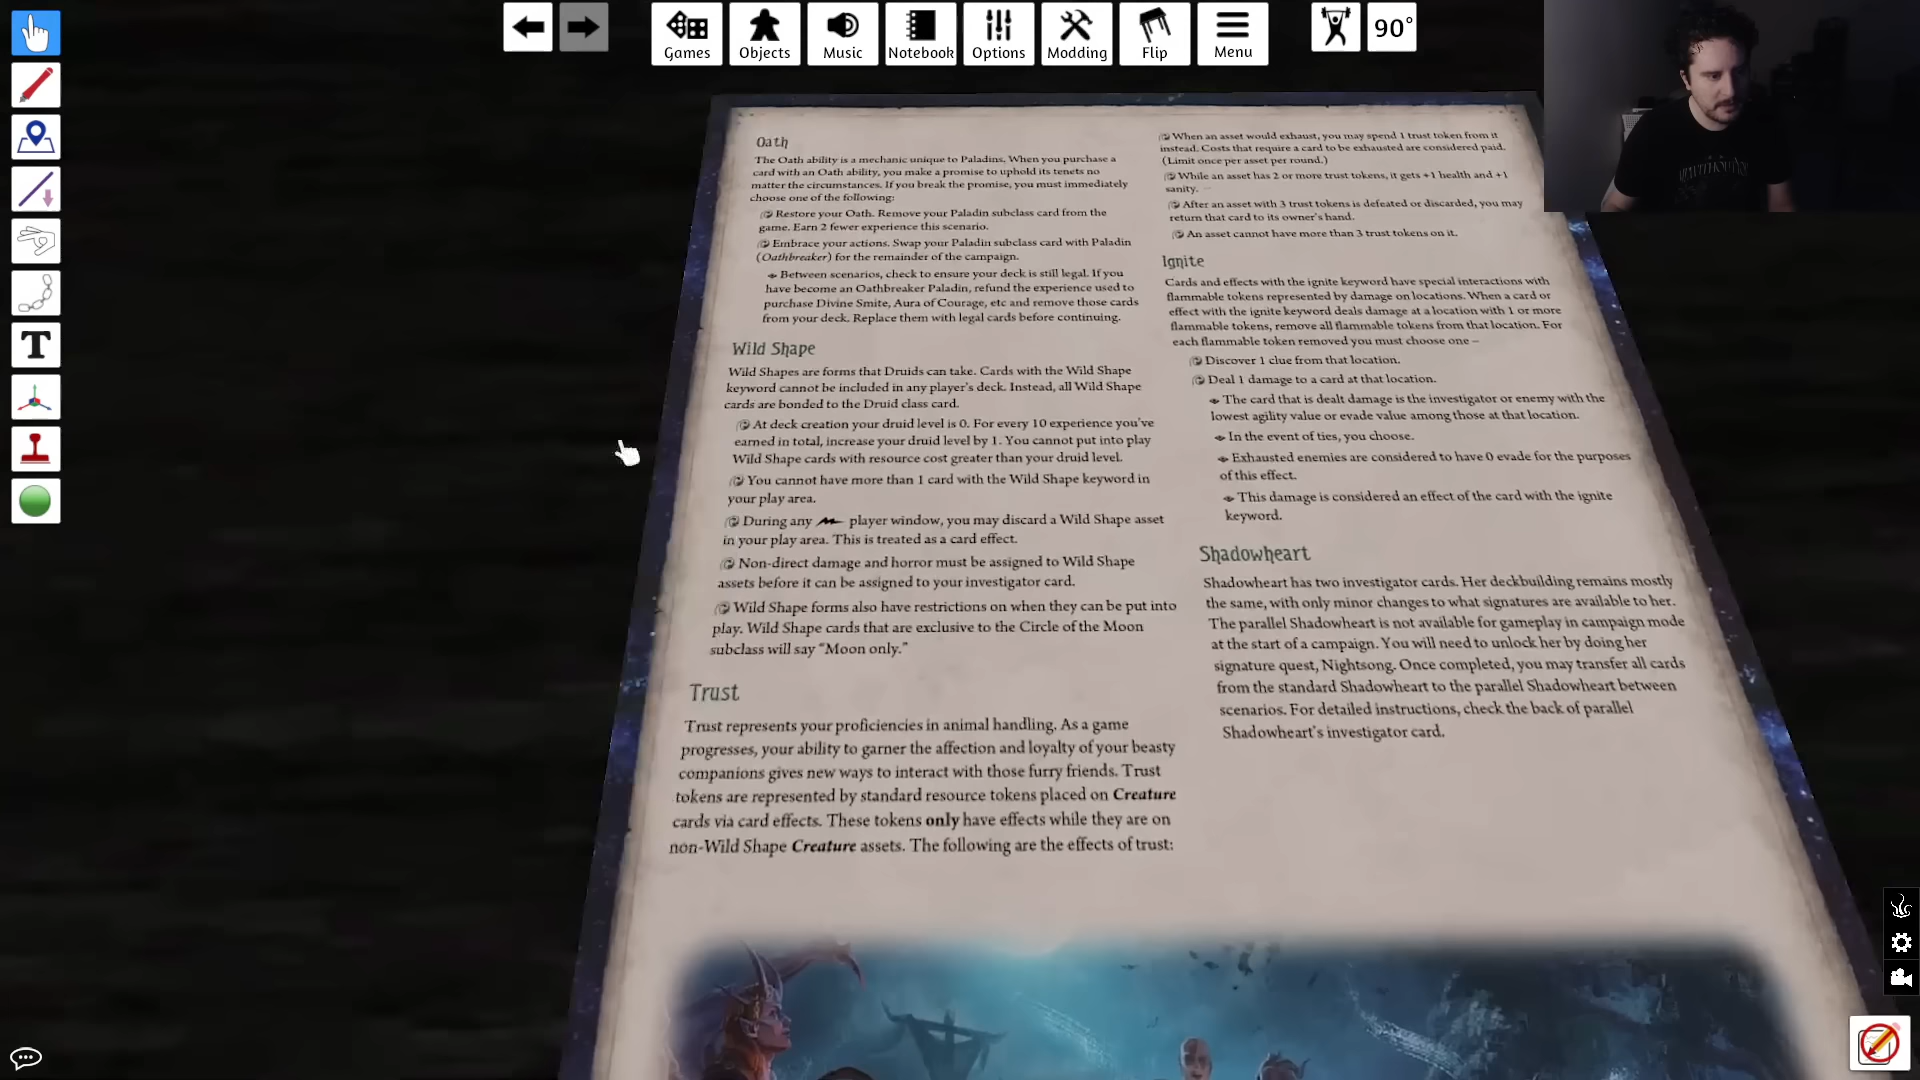 Games
Objects
Music
Notebook
Options
Modding
Flip
Menu
90°
Oath
The Oath ability is a mechanic unique to Paladins. When you purchase a
card with an Oath ability, you make a promise to uphold its tenets no
matter the circumstances. If you break the promise, you must immediately
choose one of the following:
Restore your Oath. Remove your Paladin subclass card from the
game. Earn 2 fewer experience this scenario.
Embrace your actions. Swap your Paladin subclass card with Paladin
(Oathbreaker) for the remainder of the campaign.
Between scenarios, check to ensure your deck is still legal. If you
have become an Oathbreaker Paladin, refund the experience used to
purchase Divine Smite, Aura of Courage, etc and remove those cards
from your deck. Replace them with legal cards before continuing.
Wild Shape
Wild Shapes are forms that Druids can take. Cards with the Wild Shape
keyword cannot be included in any player's deck. Instead, all Wild Shape
cards are bonded to the Druid class card.
At deck creation your druid level is 0. For every 10 experience you've
earned in total, increase your druid level by 1. You cannot put into play
Wild Shape cards with resource cost greater than your druid level.
You cannot have more than 1 card with the Wild Shape keyword in
your play area.
During any player window, you may discard a Wild Shape asset
in your play area. This is treated as a card effect.
Non-direct damage and horror must be assigned to Wild Shape
assets before it can be assigned to your investigator card.
Wild Shape forms also have restrictions on when they can be put into
play. Wild Shape cards that are exclusive to the Circle of the Moon
subclass will say “Moon only.”
Trust
Trust represents your proficiencies in animal handling. As a game
progresses, your ability to garner the affection and loyalty of your beasty
companions gives new ways to interact with those furry friends. Trust
tokens are represented by standard resource tokens placed on Creature
cards via card effects. These tokens only have effects while they are on
non-Wild Shape Creature assets. The following are the effects of trust:
When an asset would exhaust, you may spend 1 trust token from it
instead. Costs that require a card to be exhausted are considered paid.
(Limit once per asset per round.)
While an asset has 2 or more trust tokens, it gets +1 health and +1
sanity.
After an asset with 3 trust tokens is defeated or discarded, you may
return that card to its owner's hand.
An asset cannot have more than 3 trust tokens on it.
Ignite
Cards and effects with the ignite keyword have special interactions with
flammable tokens represented by damage on locations. When a card or
effect with the ignite keyword deals damage at a location with 1 or more
flammable tokens, remove all flammable tokens from that location. For
each flammable token removed you must choose one –
Discover 1 clue from that location.
Deal 1 damage to a card at that location.
The card that is dealt damage is the investigator or enemy with the
lowest agility value or evade value among those at that location.
In the event of ties, you choose.
Exhausted enemies are considered to have 0 evade for the purposes
of this effect.
This damage is considered an effect of the card with the ignite
keyword.
Shadowheart
Shadowheart has two investigator cards. Her deckbuilding remains mostly
the same, with only minor changes to what signatures are available to her.
The parallel Shadowheart is not available for gameplay in campaign mode
at the start of a campaign. You will need to unlock her by doing her
signature quest, Nightsong. Once completed, you may transfer all cards
from the standard Shadowheart to the parallel Shadowheart between
scenarios. For detailed instructions, check the back of parallel
Shadowheart's investigator card.